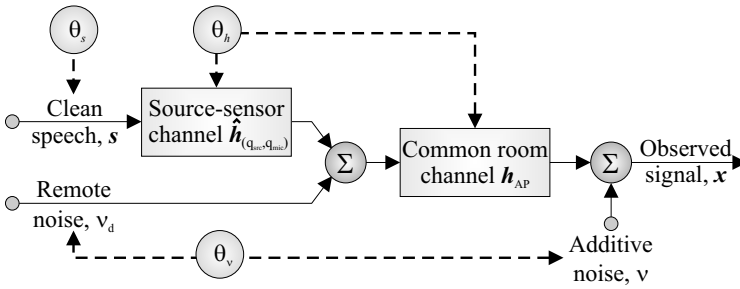 θs
θh
Clean
speech, s
Source-sensor
channel ĥ(qsrc,qmic)
Σ
Common room
channel hAP
Σ
Observed
signal, x
Remote
noise, νd
θν
Additive
noise, ν